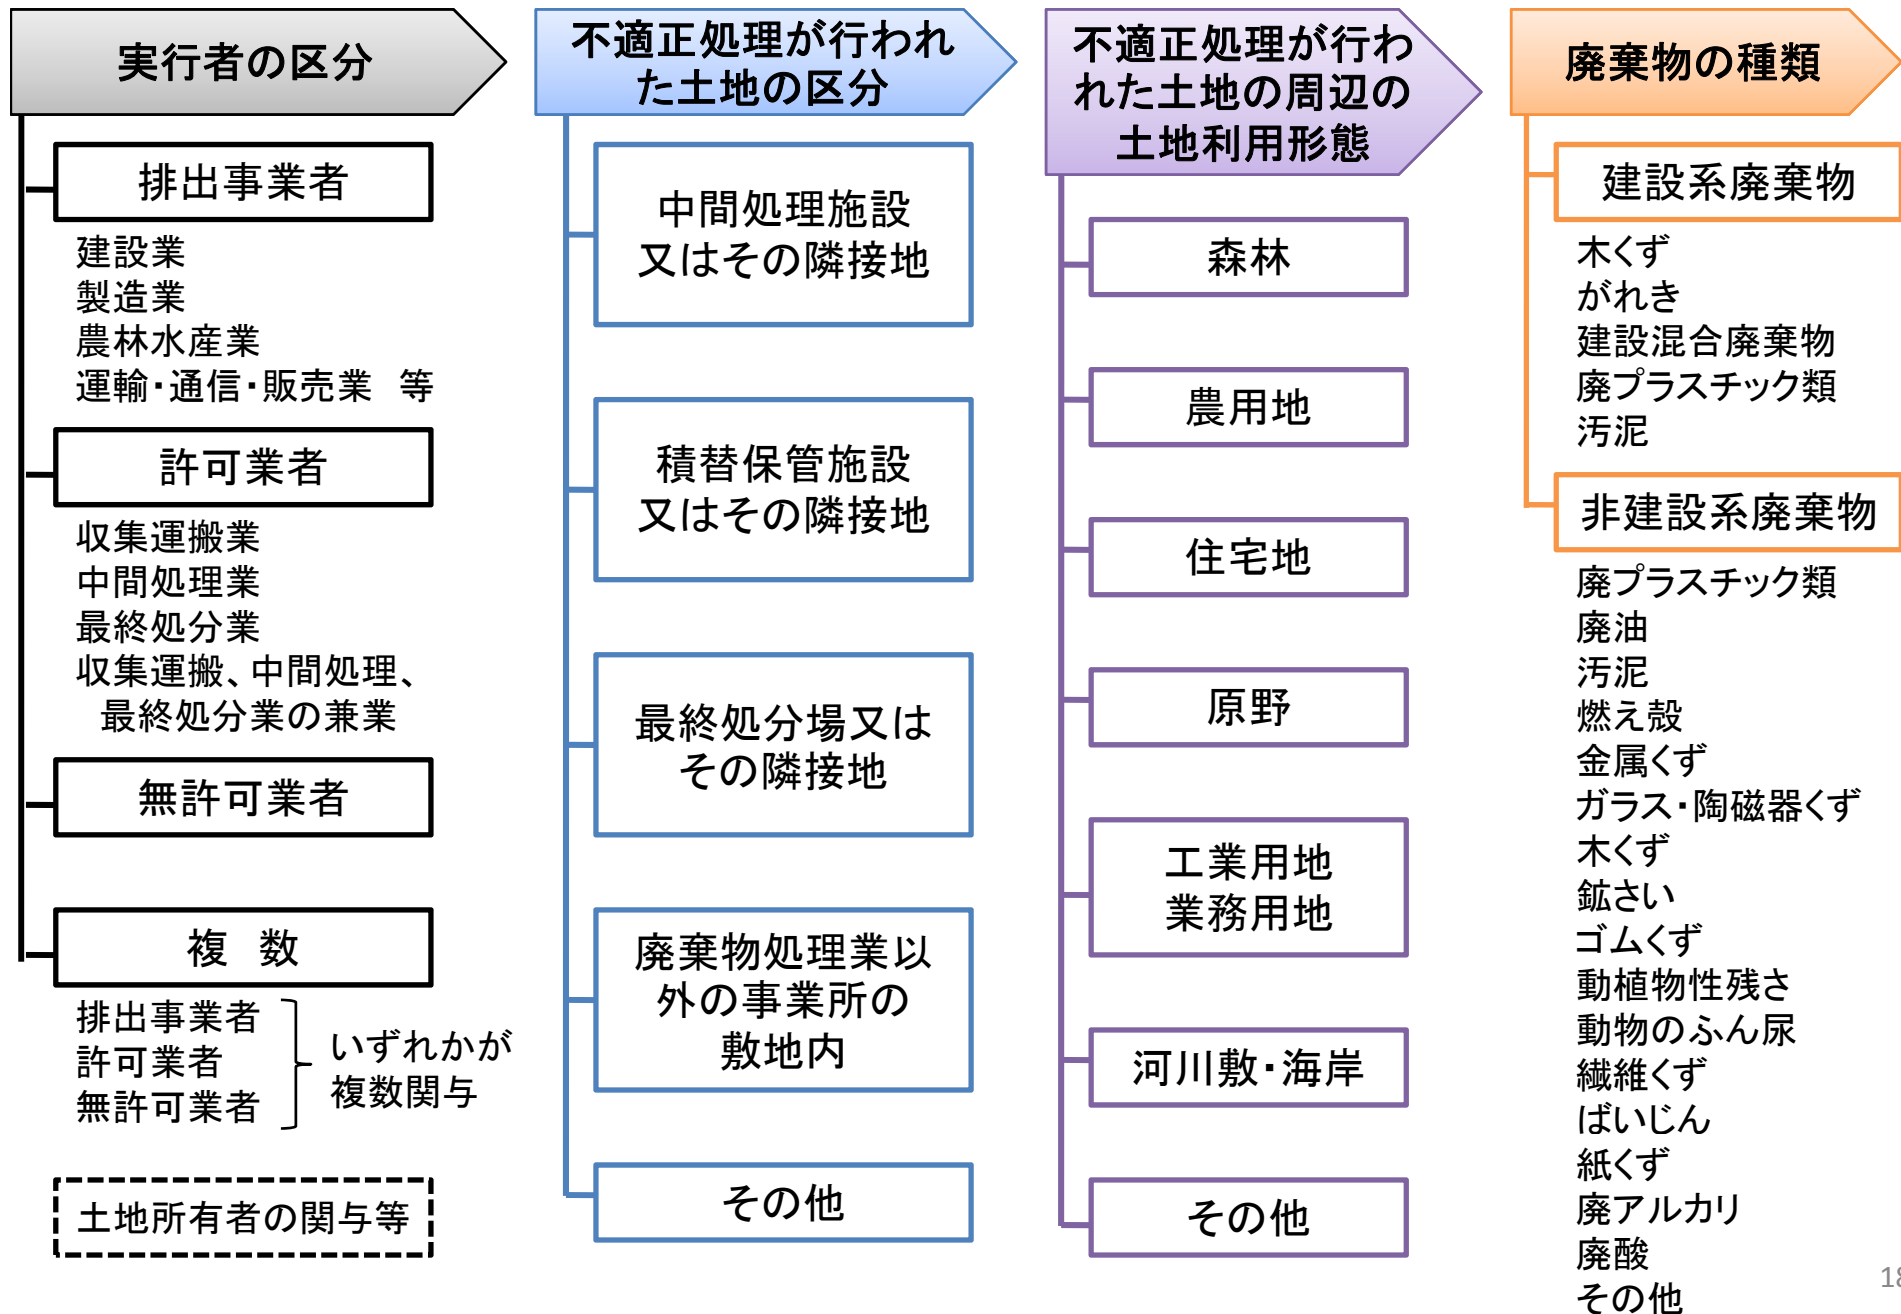 実行者の区分
排出事業者
建設業
製造業
農林水産業
運輸・通信・販売業　等
許可業者
収集運搬業
中間処理業
最終処分業
収集運搬、中間処理、
最終処分業の兼業
無許可業者
複　数
排出事業者
許可業者
無許可業者
いずれかが
複数関与
土地所有者の関与等
不適正処理が行われ
た土地の区分
中間処理施設
又はその隣接地
積替保管施設
又はその隣接地
最終処分場又は
その隣接地
廃棄物処理業以
外の事業所の
敷地内
その他
不適正処理が行わ
れた土地の周辺の
土地利用形態
森林
農用地
住宅地
原野
工業用地
業務用地
河川敷・海岸
その他
廃棄物の種類
建設系廃棄物
木くず
がれき
建設混合廃棄物
廃プラスチック類
汚泥
非建設系廃棄物
廃プラスチック類
廃油
汚泥
燃え殻
金属くず
ガラス・陶磁器くず
木くず
鉱さい
ゴムくず
動植物性残さ
動物のふん尿
繊維くず
ばいじん
紙くず
廃アルカリ
廃酸
その他
18